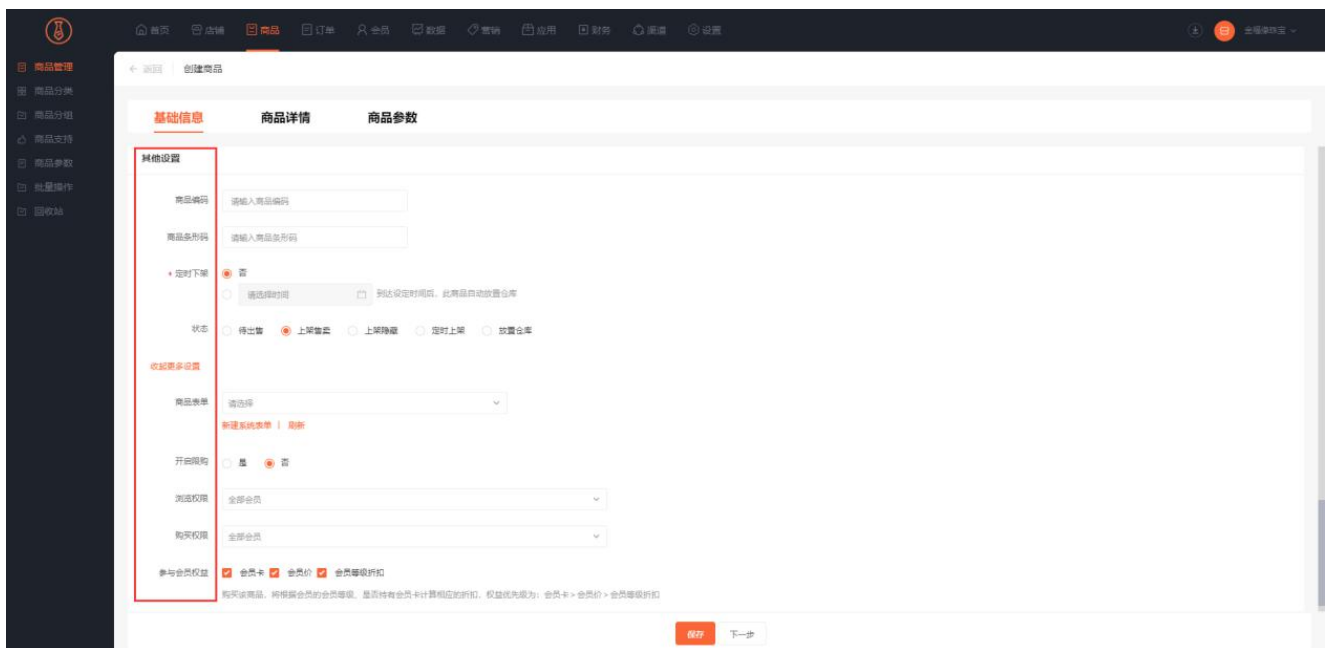 首页 店铺 商品 订单 会员 数据 营销 应用 财务 渠道 设置
商品管理
商品分类
商品分组
商品支持
商品参数
批量操作
回收站
← 返回 创建商品
基础信息 商品详情 商品参数
其他设置
商品编码 请输入商品编码
商品条形码 请输入商品条形码
* 定时下架 否
请选择时间 到达设定时间后，此商品自动放置仓库
状态 待出售 上架售卖 上架隐藏 定时上架 放置仓库
收起更多设置
商品表单 请选择
新建系统表单 | 刷新
开启限购 是 否
浏览权限 全部会员
购买权限 全部会员
参与会员权益 会员卡 会员价 会员等级折扣
购买该商品，将根据会员的会员等级、是否持有会员卡计算相应的折扣，权益优先级为：会员卡 > 会员价 > 会员等级折扣
保存 下一步